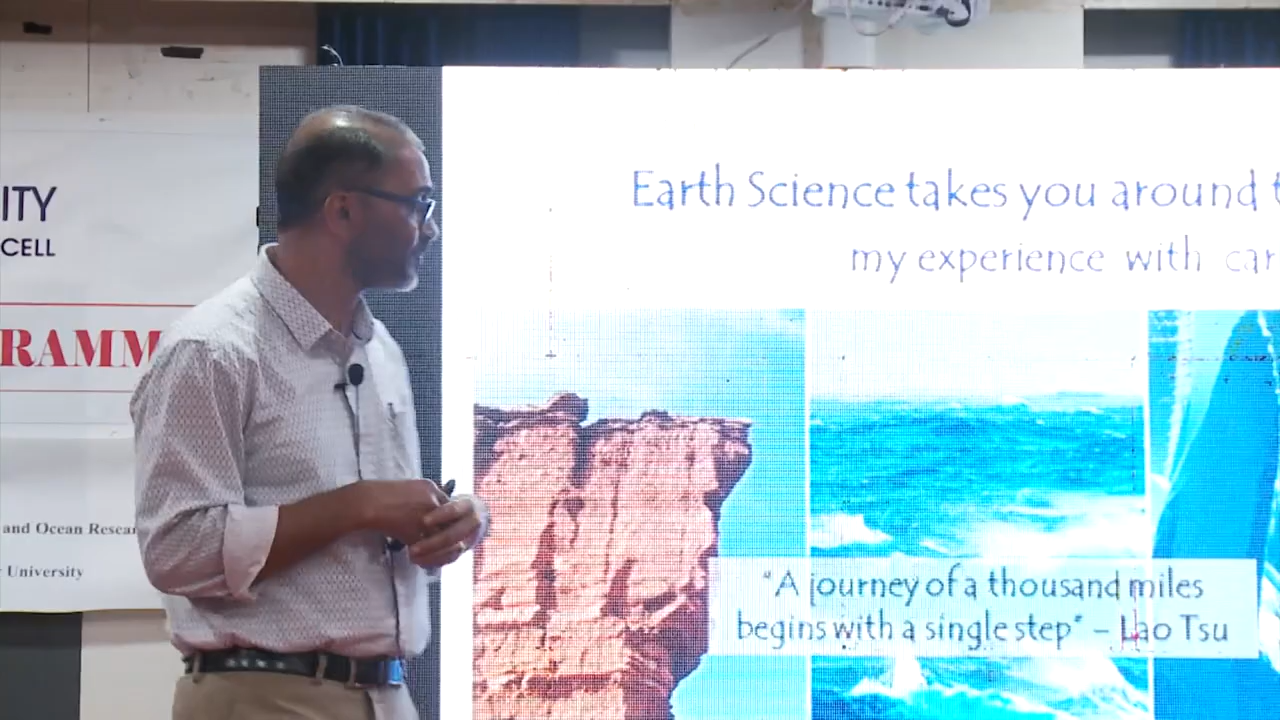 ITY
CELL
RAMM
and Ocean Resear
University
Earth Science takes you around t
my experience with car
"A journey of a thousand miles
begins with a single step" – Lao Tsu